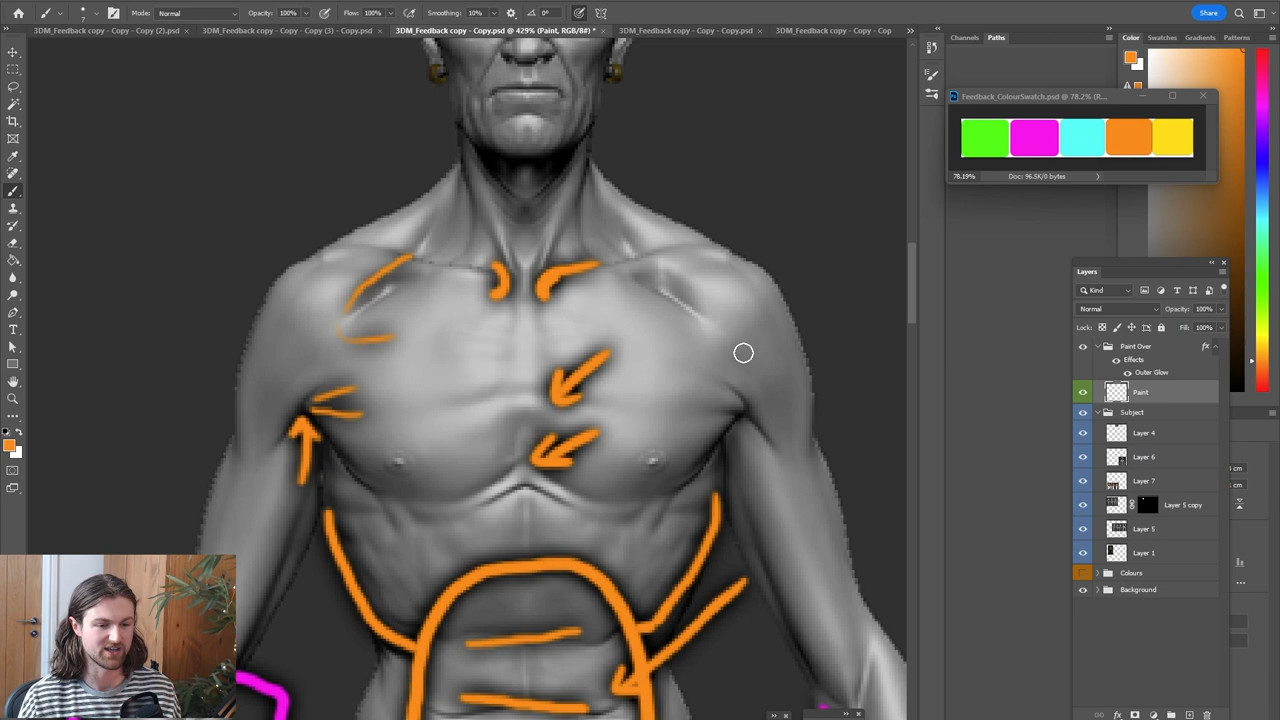 Mode: Normal Opacity: 100% Flow: 100% Smoothing: 10% 0° Share
7
3DM_Feedback copy - Copy (2).psd × 3DM_Feedback copy - Copy (3) - Copy.psd × 3DM_Feedback copy - Copy.psd @ 429% (Paint, RGB/8#) * × 3DM_Feedback copy - Copy.psd × 3DM_Feedback copy - Cop
Channels Paths
Color Swatches Gradients Patterns
Feedback_ColourSwatch.psd @ 78.2% (R...
78.19% Doc: 96.5K/0 bytes
Layers
Kind
Normal Opacity: 100%
Lock: Fill: 100%
Paint Over fx
Effects
Outer Glow
Paint
Subject
Layer 4
Layer 6
Layer 7
Layer 5 copy
Layer 5
Layer 1
Colours
Background
fx